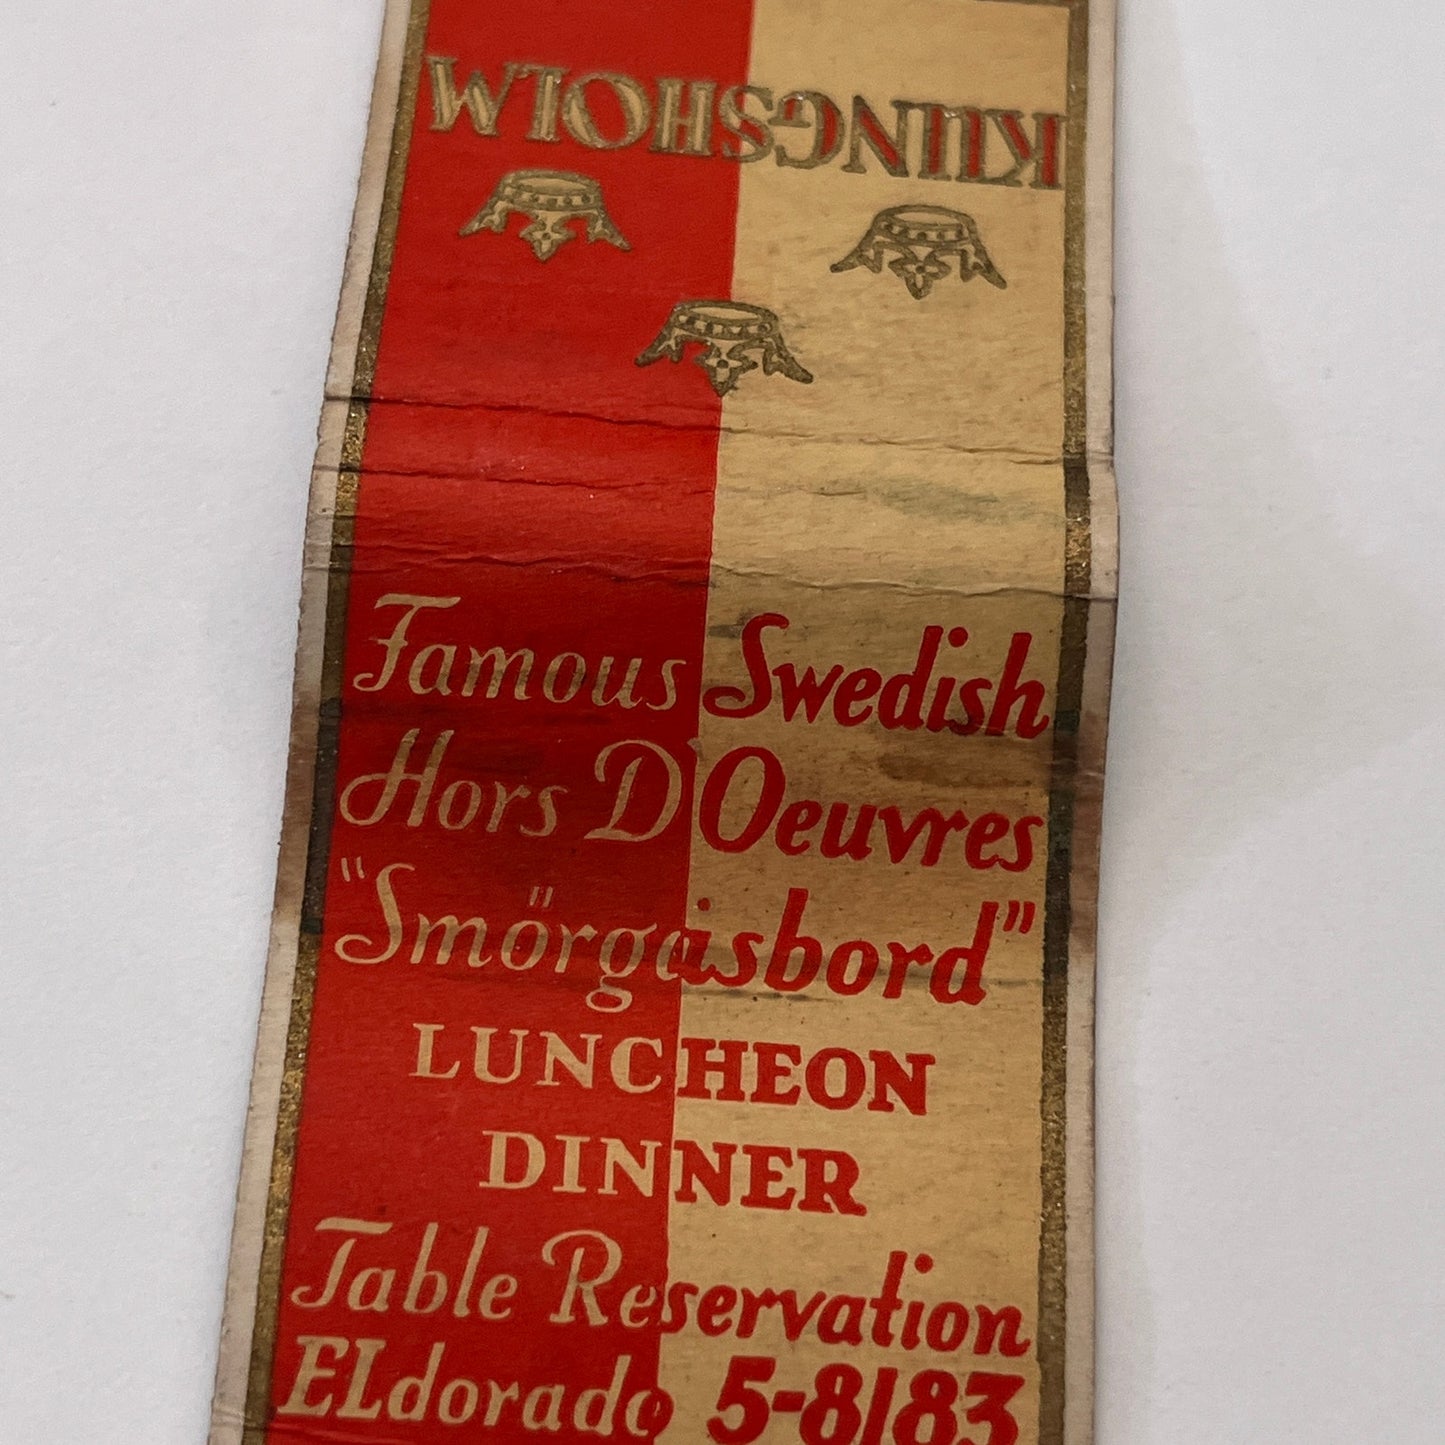 KUNGSHOLM
Famous Swedish
Hors D'Oeuvres
"Smörgåsbord"
LUNCHEON
DINNER
Table Reservation
ELdorado 5-8183